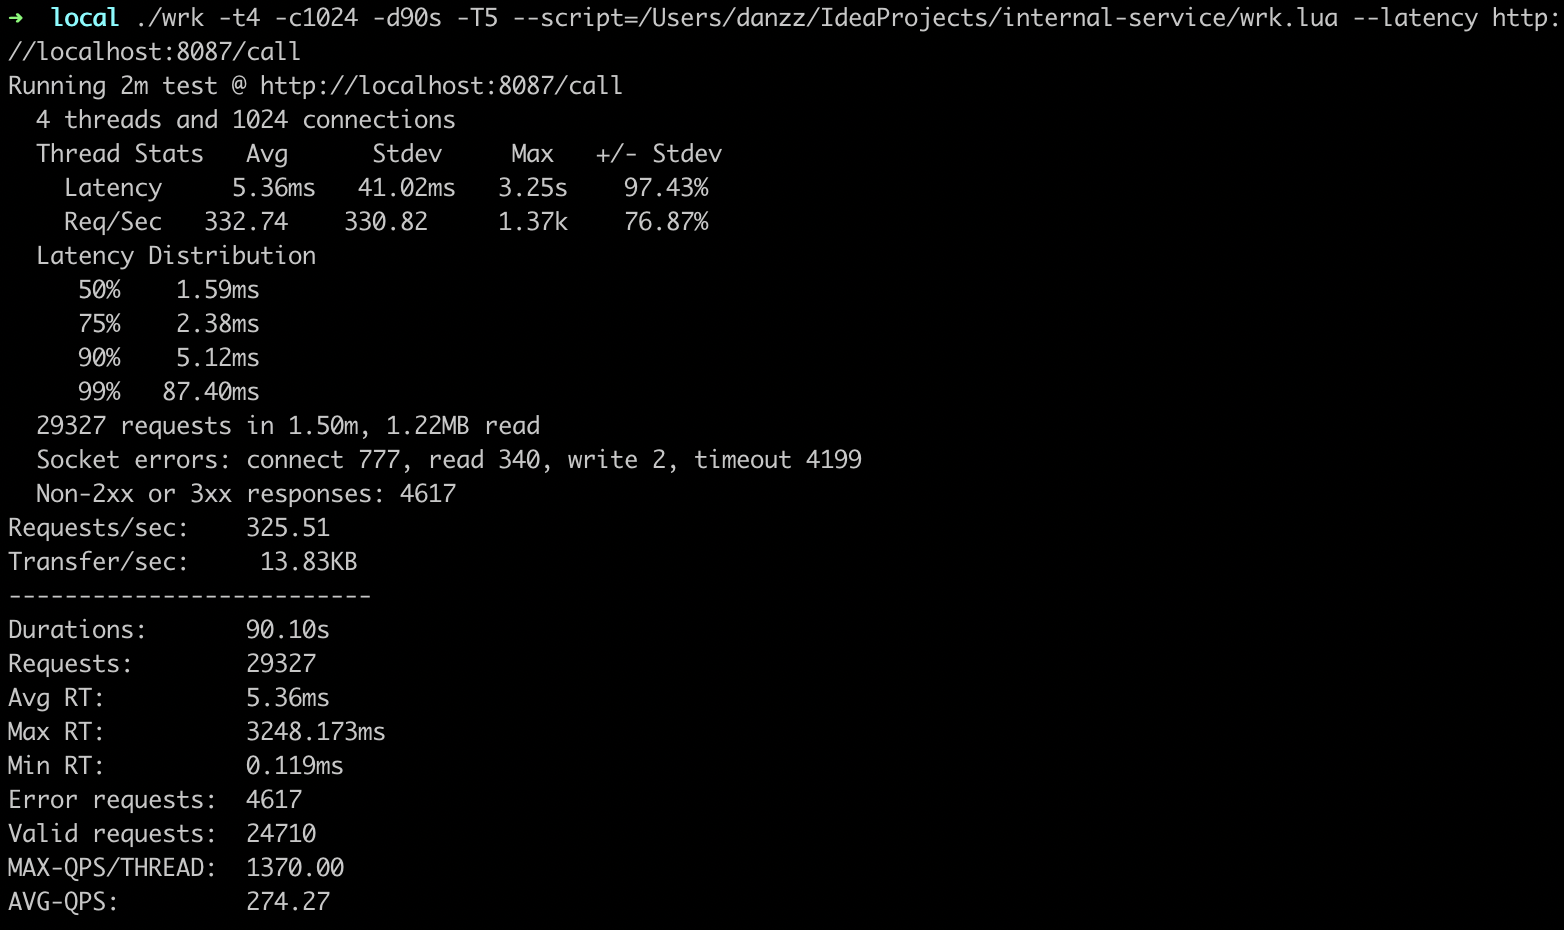 ➜  local ./wrk -t4 -c1024 -d90s -T5 --script=/Users/danzz/IdeaProjects/internal-service/wrk.lua --latency http:
//localhost:8087/call
Running 2m test @ http://localhost:8087/call
  4 threads and 1024 connections
  Thread Stats   Avg      Stdev     Max   +/- Stdev
    Latency     5.36ms   41.02ms   3.25s    97.43%
    Req/Sec   332.74    330.82     1.37k    76.87%
  Latency Distribution
     50%    1.59ms
     75%    2.38ms
     90%    5.12ms
     99%   87.40ms
  29327 requests in 1.50m, 1.22MB read
  Socket errors: connect 777, read 340, write 2, timeout 4199
  Non-2xx or 3xx responses: 4617
Requests/sec:    325.51
Transfer/sec:     13.83KB
--------------------------
Durations:       90.10s
Requests:        29327
Avg RT:          5.36ms
Max RT:          3248.173ms
Min RT:          0.119ms
Error requests:  4617
Valid requests:  24710
MAX-QPS/THREAD:  1370.00
AVG-QPS:         274.27